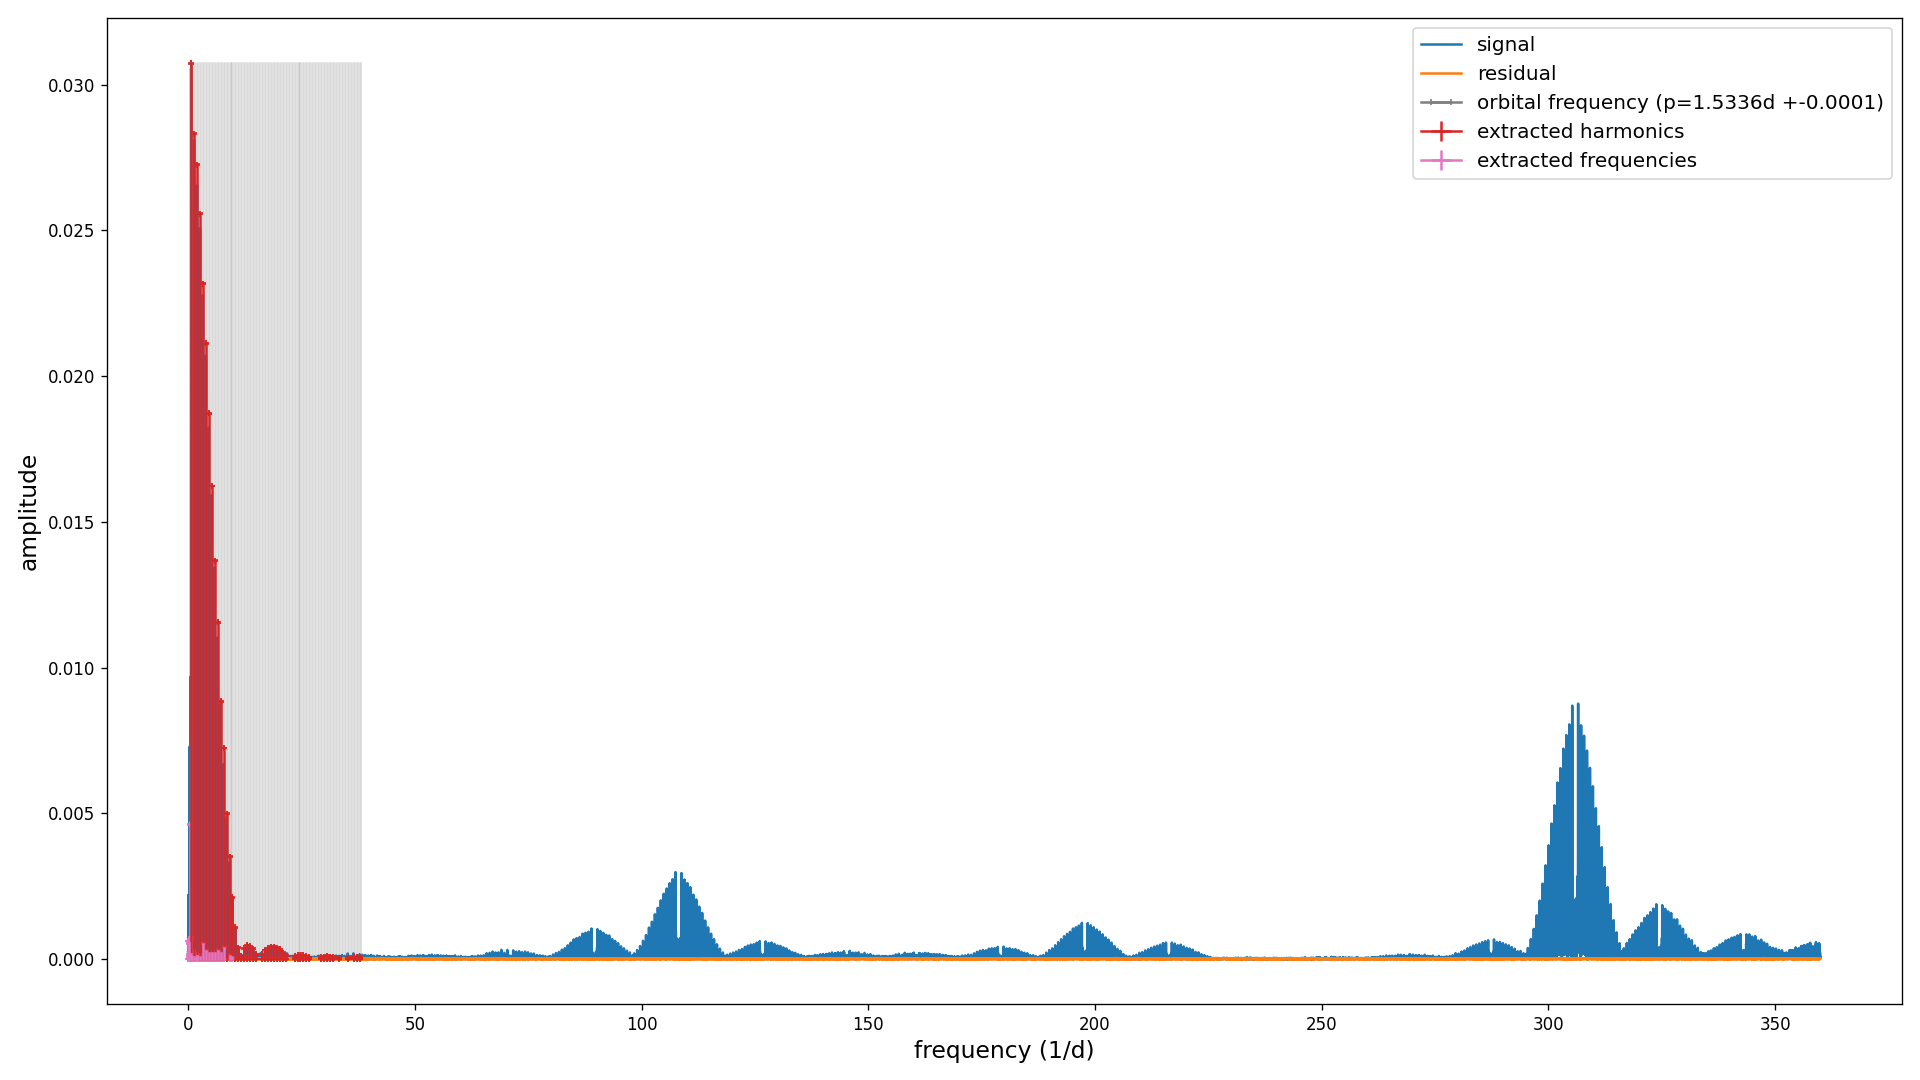 signal
residual
orbital frequency (p=1.5336d +-0.0001)
extracted harmonics
extracted frequencies
amplitude
0.030
0.025
0.020
0.015
0.010
0.005
0.000
0 50 100 150 200 250 300 350
frequency (1/d)